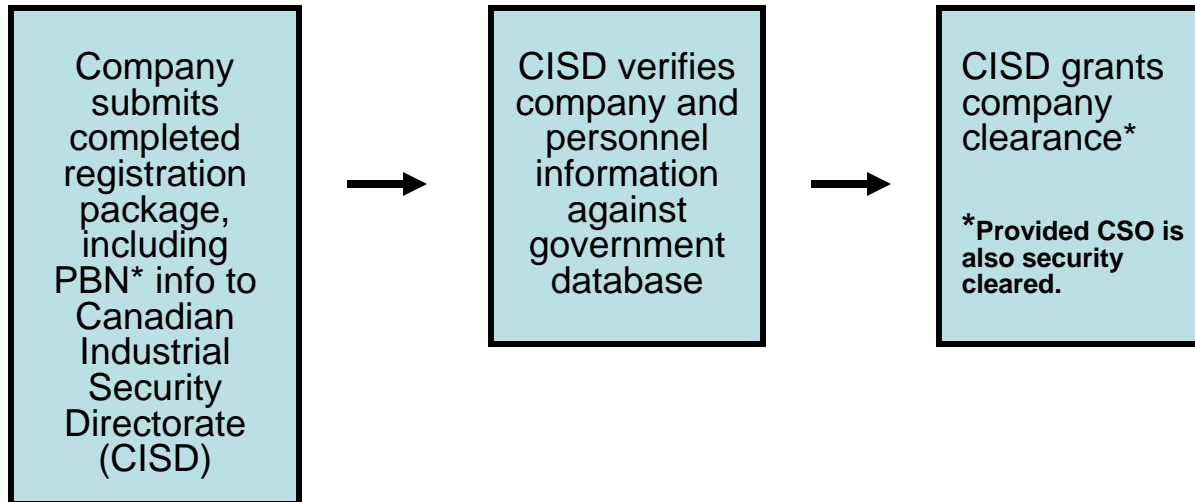 Company
submits
completed
registration
package,
including
PBN* info to
Canadian
Industrial
Security
Directorate
(CISD)
CISD verifies
company and
personnel
information
against
government
database
CISD grants
company
clearance*
*Provided CSO is
also security
cleared.